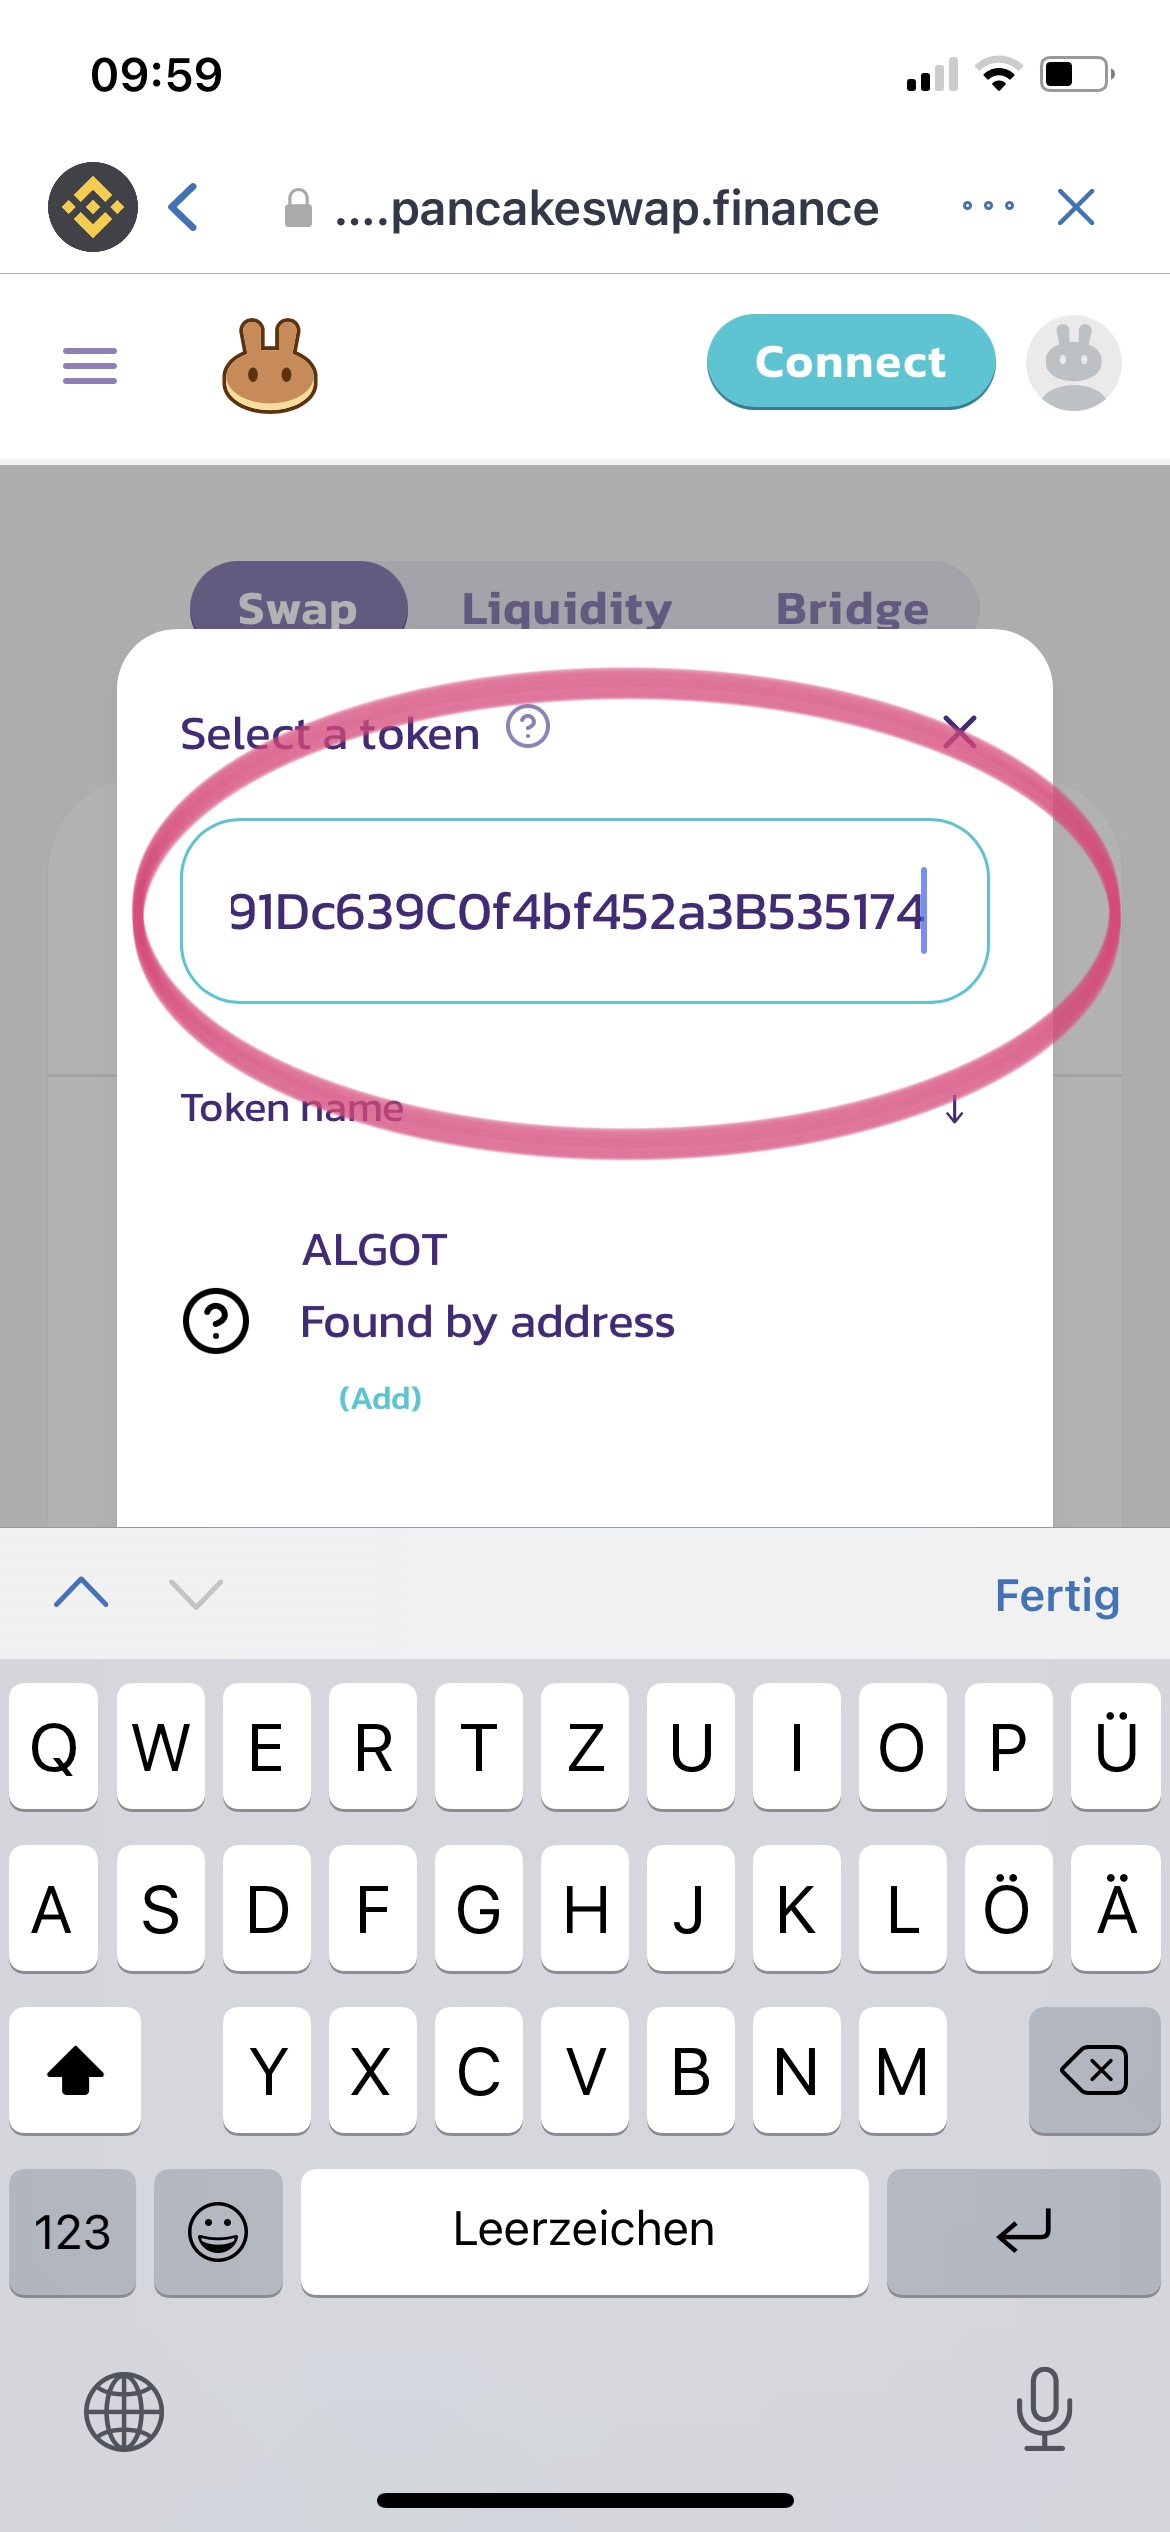 09:59
....pancakeswap.finance
Connect
Swap
Liquidity
Bridge
Select a token
91Dc639C0f4bf452a3B535174
Token name
ALGOT
Found by address
(Add)
Fertig
Q W E R T Z U I O P Ü
A S D F G H J K L Ö Ä
Y X C V B N M
123
Leerzeichen